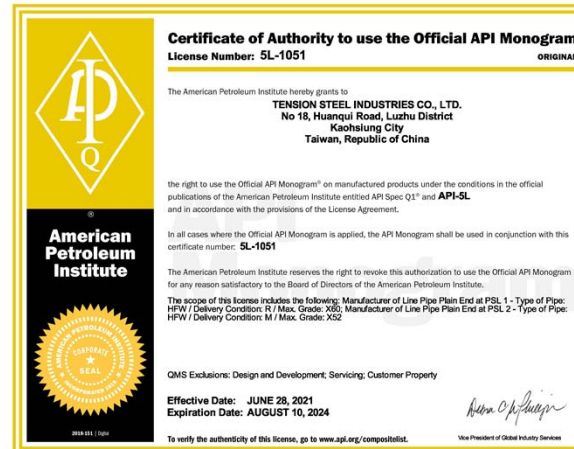 Certificate of Authority to use the Official API Monogram
License Number: 5L-1051
ORIGINAL
The American Petroleum Institute hereby grants to
TENSION STEEL INDUSTRIES CO., LTD.
No 18, Huanqui Road, Luzhu District
Kaohsiung City
Taiwan, Republic of China
the right to use the Official API Monogram® on manufactured products under the conditions in the official
publications of the American Petroleum Institute entitled API Spec Q1® and API-5L
and in accordance with the provisions of the License Agreement.
In all cases where the Official API Monogram is applied, the API Monogram shall be used in conjunction with this
certificate number: 5L-1051
The American Petroleum Institute reserves the right to revoke this authorization to use the Official API Monogram
for any reason satisfactory to the Board of Directors of the American Petroleum Institute.
The scope of this license includes the following: Manufacturer of Line Pipe Plain End at PSL 1 - Type of Pipe:
HFW / Delivery Condition: R / Max. Grade: X60; Manufacturer of Line Pipe Plain End at PSL 2 - Type of Pipe:
HFW / Delivery Condition: M / Max. Grade: X52
QMS Exclusions: Design and Development; Servicing; Customer Property
Effective Date: JUNE 28, 2021
Expiration Date: AUGUST 10, 2024
To verify the authenticity of this license, go to www.api.org/compositelist.
Vice President of Global Industry Services
API
Q
®
American
Petroleum
Institute
AMERICAN PETROLEUM INSTITUTE
CORPORATE
SEAL
2019-151 | Digital